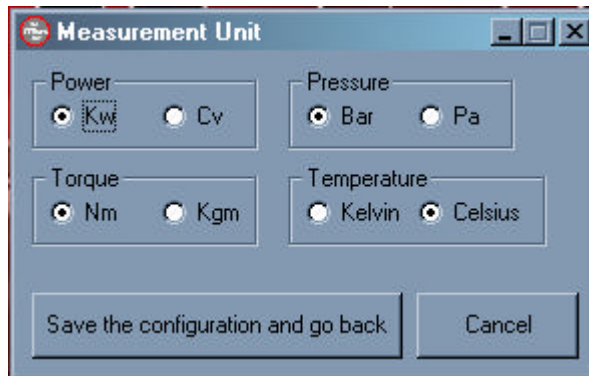 Measurement Unit
Power
Kw Cv
Pressure
Bar Pa
Torque
Nm Kgm
Temperature
Kelvin Celsius
Save the configuration and go back
Cancel